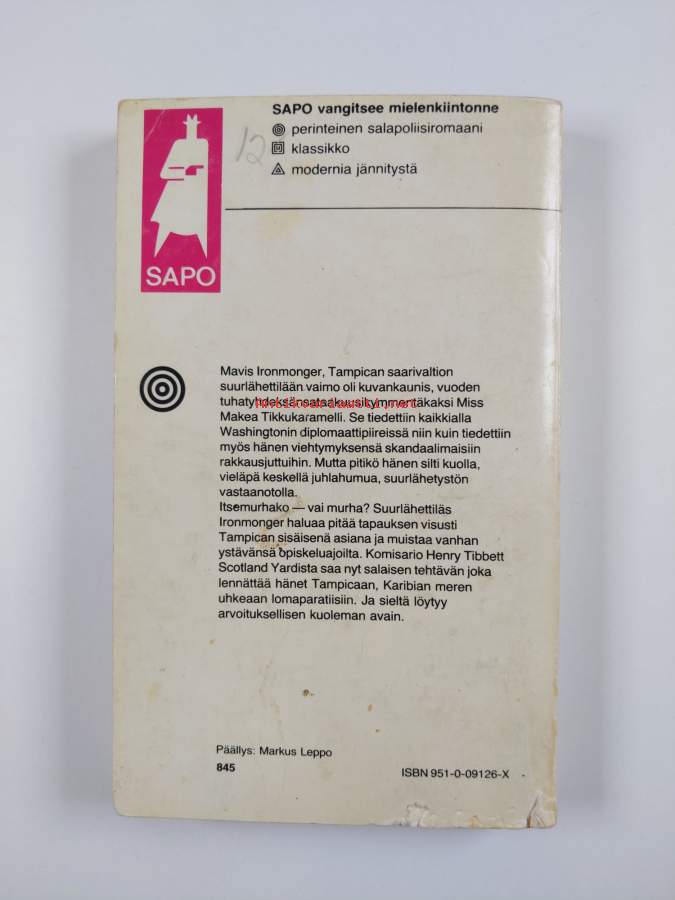 SAPO vangitsee mielenkiintonne
perinteinen salapoliisiromaani
klassikko
modernia jännitystä
12
SAPO
Mavis Ironmonger, Tampican saarivaltion
suurlähettilään vaimo oli kuvankaunis, vuoden
tuhatyhdeksänsataakuusikymmentäkaksi Miss
Antikvariaatti.net
Makea Tikkukaramelli. Se tiedettiin kaikkialla
Washingtonin diplomaattipiireissä niin kuin tiedettiin
myös hänen viehtymyksensä skandaalimaisiin
rakkausjuttuihin. Mutta pitikö hänen silti kuolla,
vieläpä keskellä juhlahumua, suurlähetystön
vastaanotolla.
Itsemurhako — vai murha? Suurlähettiläs
Ironmonger haluaa pitää tapauksen visusti
Tampican sisäisenä asiana ja muistaa vanhan
ystävänsä opiskeluajoilta. Komisario Henry Tibbett
Scotland Yardista saa nyt salaisen tehtävän joka
lennättää hänet Tampicaan, Karibian meren
uhkeaan lomaparatiisiin. Ja sieltä löytyy
arvoituksellisen kuoleman avain.
Päällys: Markus Leppo
845
ISBN 951-0-09126-X